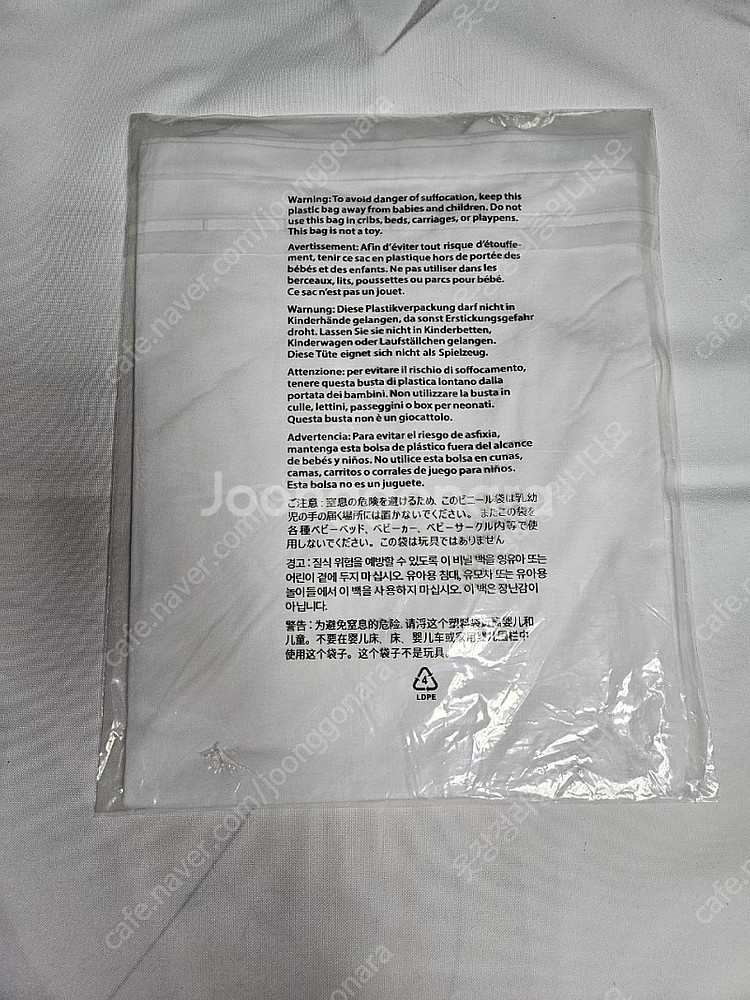 Warning: To avoid danger of suffocation, keep this
plastic bag away from babies and children. Do not
use this bag in cribs, beds, carriages, or playpens.
This bag is not a toy.
Avertissement: Afin d'éviter tout risque d'étouffe-
ment, tenir ce sac en plastique hors de portée des
bébés et des enfants. Ne pas utiliser dans les
berceaux, lits, poussettes ou parcs pour bébé.
Ce sac n'est pas un jouet.
Warnung: Diese Plastikverpackung darf nicht in
Kinderhände gelangen, da sonst Erstickungsgefahr
droht. Lassen Sie sie nicht in Kinderbetten,
Kinderwagen oder Laufställchen gelangen.
Diese Tüte eignet sich nicht als Spielzeug.
Attenzione: per evitare il rischio di soffocamento,
tenere questa busta di plastica lontano dalla
portata dei bambini. Non utilizzare la busta in
culle, lettini, passeggini o box per neonati.
Questa busta non è un giocattolo.
Advertencia: Para evitar el riesgo de asfixia,
mantenga esta bolsa de plástico fuera del alcance
de bebés y niños. No utilice esta bolsa en cunas,
camas, carritos o corrales de juego para niños.
Esta bolsa no es un juguete.
ご注意：窒息の危険を避けるため、このビニール袋は乳幼
児の手の届く場所には置かないでください。またこの袋を
各種ベビーベッド、ベビーカー、ベビーサークル内等で使
用しないでください。この袋は玩具ではありません
경고 : 질식 위험을 예방할 수 있도록 이 비닐 백을 영유아 또는
어린이 곁에 두지 마십시오. 유아용 침대, 유모차 또는 유아용
놀이틀에서 이 백을 사용하지 마십시오. 이 백은 장난감이
아닙니다.
警告：为避免窒息的危险，请将这个塑料袋远离婴儿和
儿童。不要在婴儿床、床、婴儿车或家用婴儿围栏中
使用这个袋子。这个袋子不是玩具
4
LDPE
Joonggonara
cafe.naver.com/joonggonara